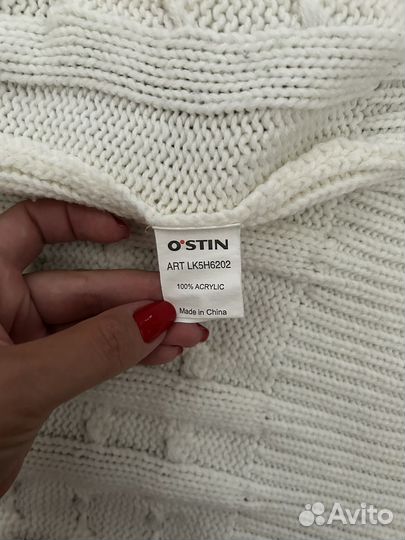 O'STIN
ART LK5H6202
100% ACRYLIC
Made in China
Avito